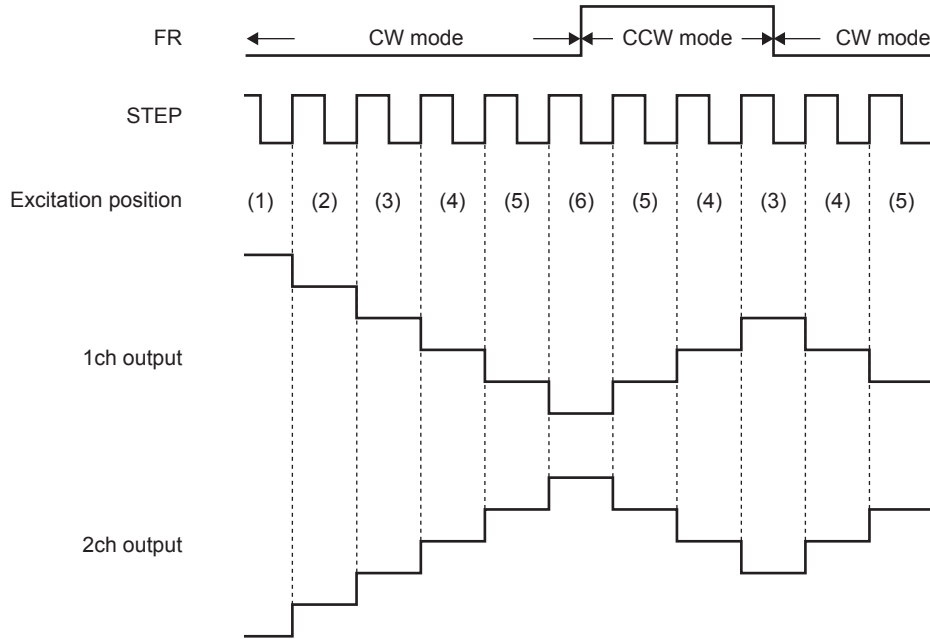 FR CW mode CCW mode CW mode
STEP
Excitation position (1) (2) (3) (4) (5) (6) (5) (4) (3) (4) (5)
1ch output
2ch output